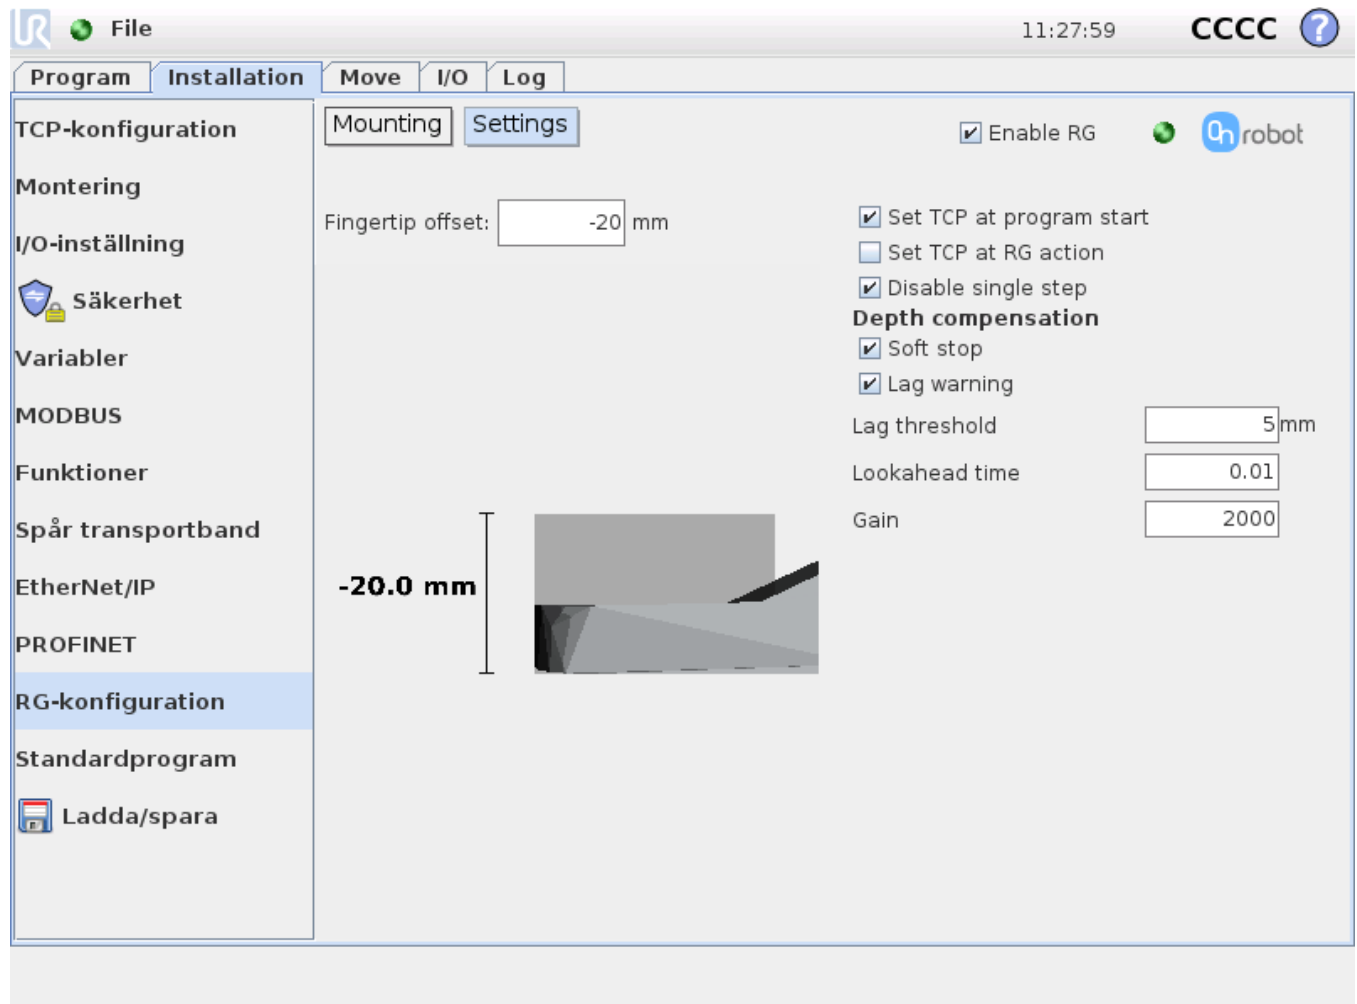 UR File 11:27:59 CCCC ?
Program Installation Move I/O Log
TCP-konfiguration
Montering
I/O-inställning
Säkerhet
Variabler
MODBUS
Funktioner
Spår transportband
EtherNet/IP
PROFINET
RG-konfiguration
Standardprogram
Ladda/spara
Mounting Settings
Enable RG
On robot
Fingertip offset: -20 mm
-20.0 mm
Set TCP at program start
Set TCP at RG action
Disable single step
Depth compensation
Soft stop
Lag warning
Lag threshold 5 mm
Lookahead time 0.01
Gain 2000